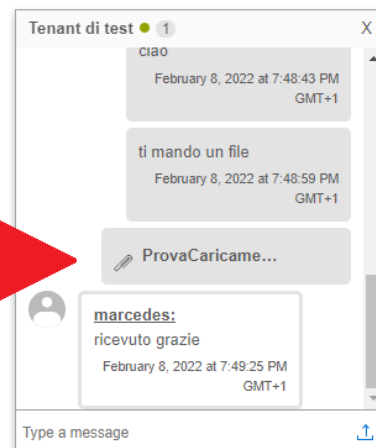 Tenant di test 1 X
ciao
February 8, 2022 at 7:48:43 PM
GMT+1
ti mando un file
February 8, 2022 at 7:48:59 PM
GMT+1
ProvaCaricame...
marcedes:
ricevuto grazie
February 8, 2022 at 7:49:25 PM
GMT+1
Type a message